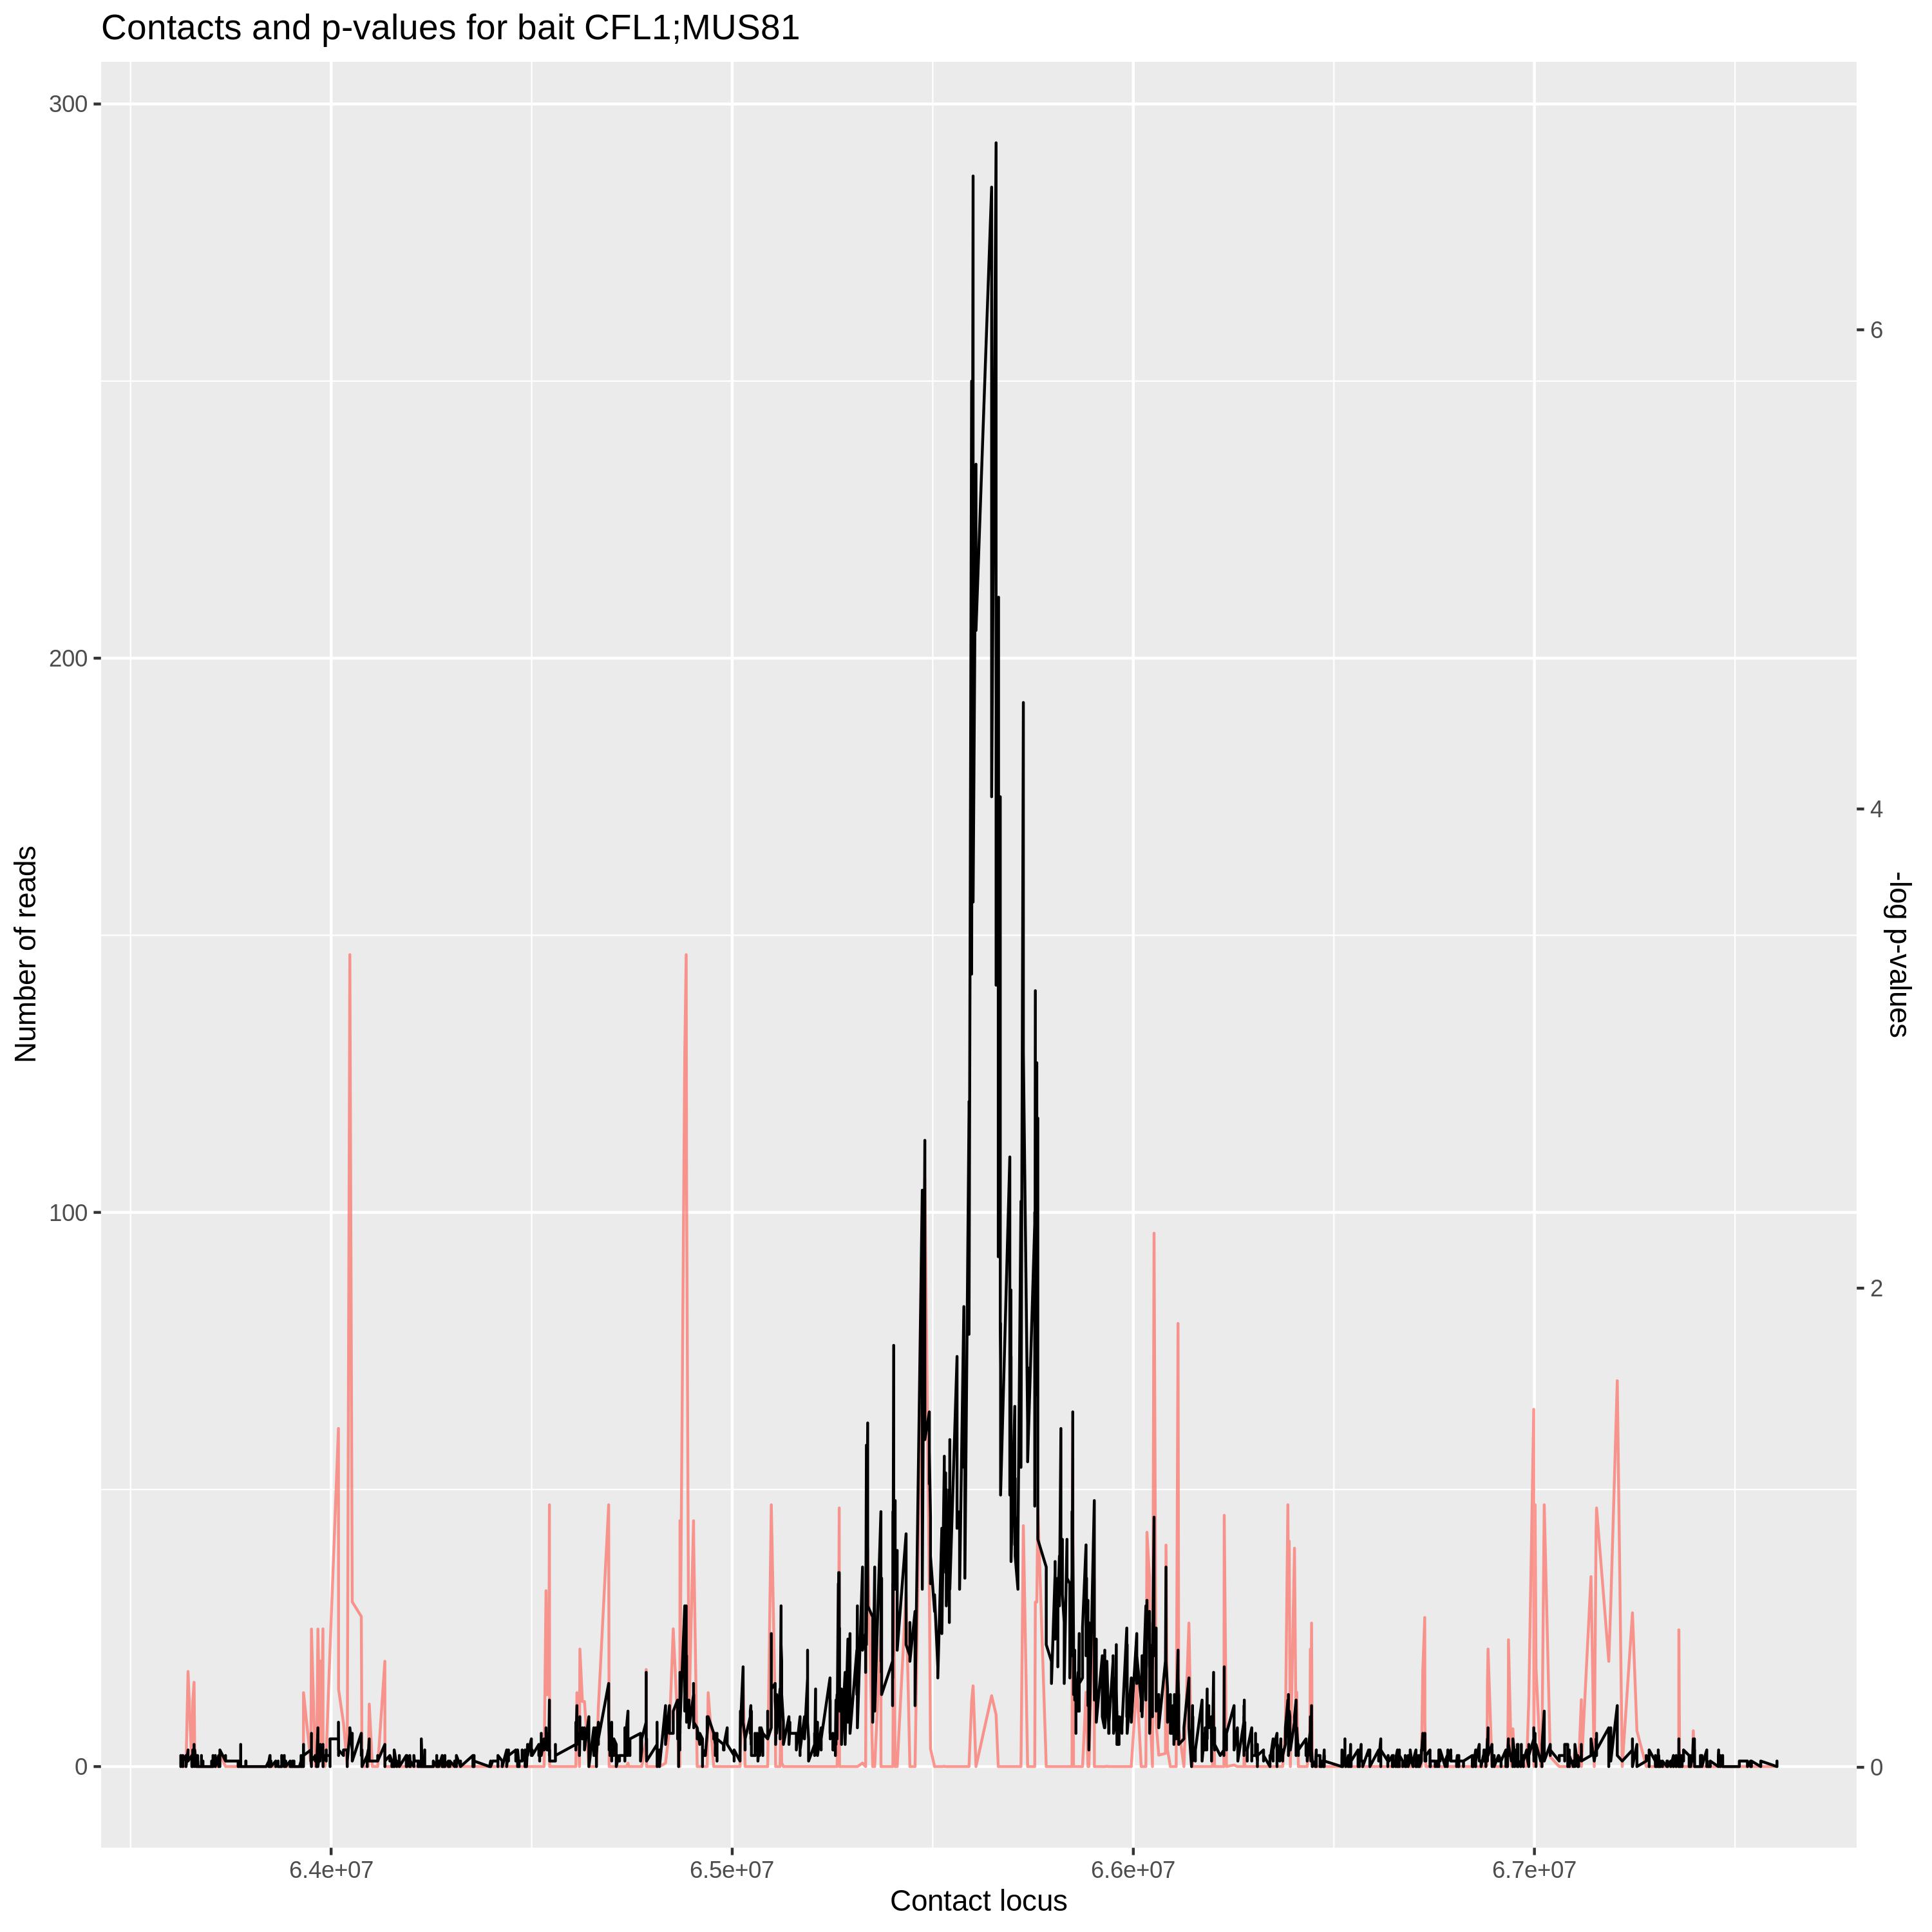 Contacts and p-values for bait CFL1;MUS81
300
200
100
0
Number of reads
6
4
2
0
-log p-values
6.4e+07
6.5e+07
6.6e+07
6.7e+07
Contact locus